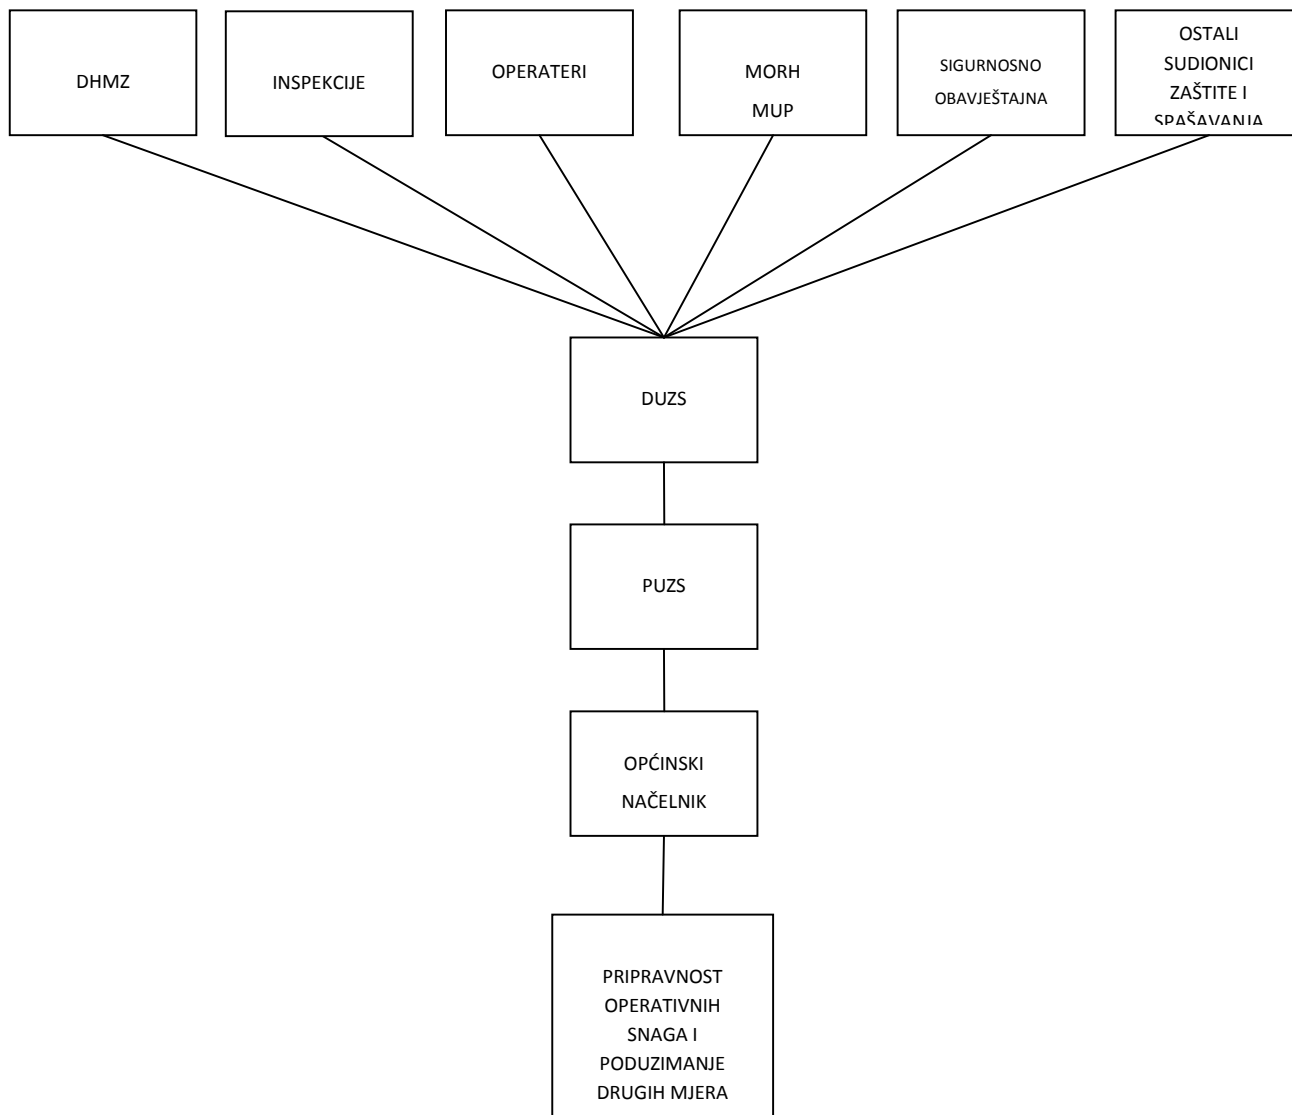 DHMZ
INSPEKCIJE
OPERATERI
MORH
MUP
SIGURNOSNO
OBAVJEŠTAJNA
OSTALI
SUDIONICI
ZAŠTITE I
SPAŠAVANJA
DUZS
PUZS
OPĆINSKI
NAČELNIK
PRIPRAVNOST
OPERATIVNIH
SNAGA I
PODUZIMANJE
DRUGIH MJERA